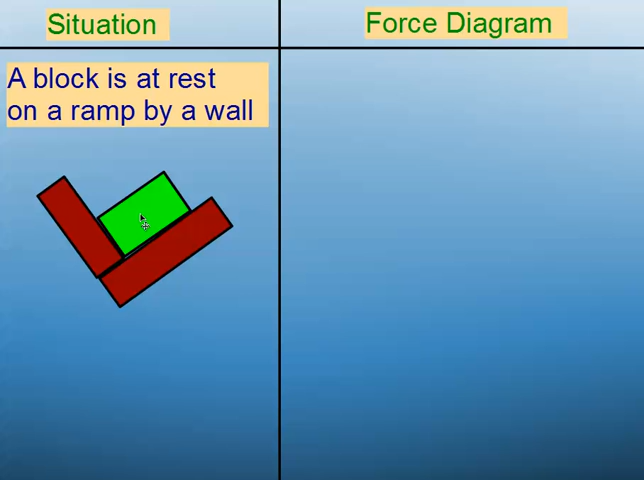 Situation
Force Diagram
A block is at rest
on a ramp by a wall